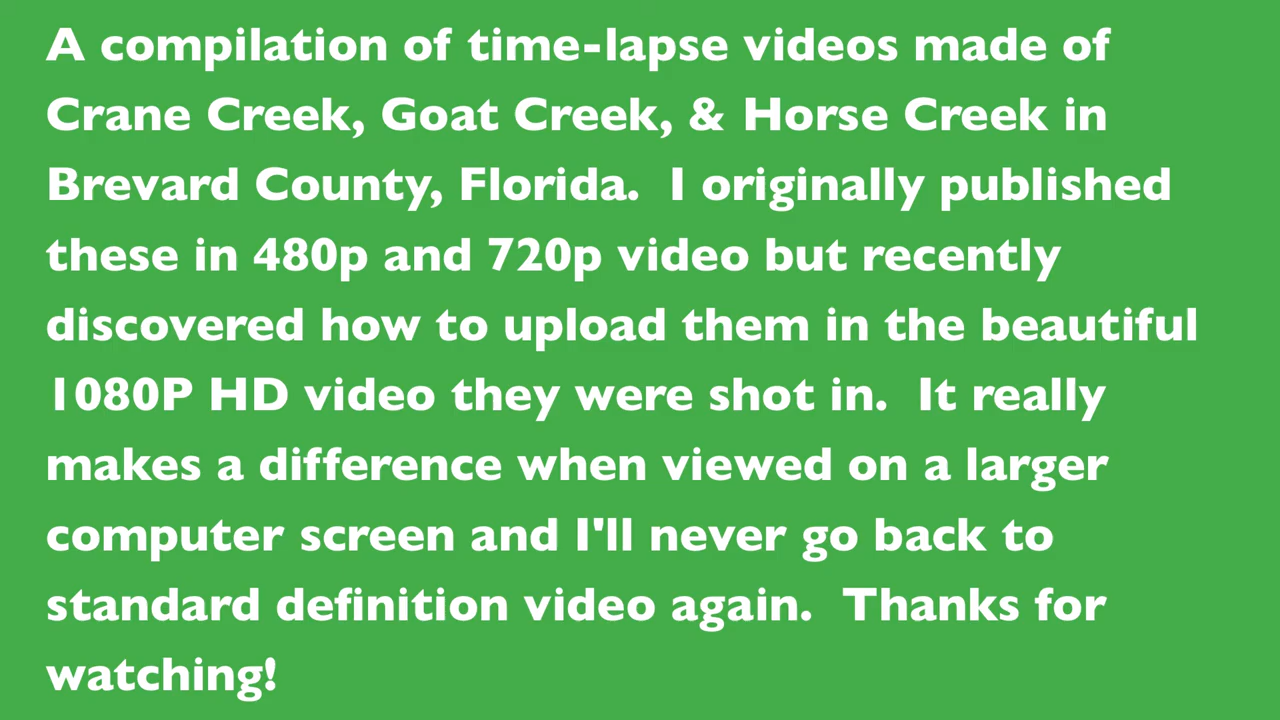 A compilation of time-lapse videos made of
Crane Creek, Goat Creek, & Horse Creek in
Brevard County, Florida.  I originally published
these in 480p and 720p video but recently
discovered how to upload them in the beautiful
1080P HD video they were shot in.  It really
makes a difference when viewed on a larger
computer screen and I'll never go back to
standard definition video again.  Thanks for
watching!